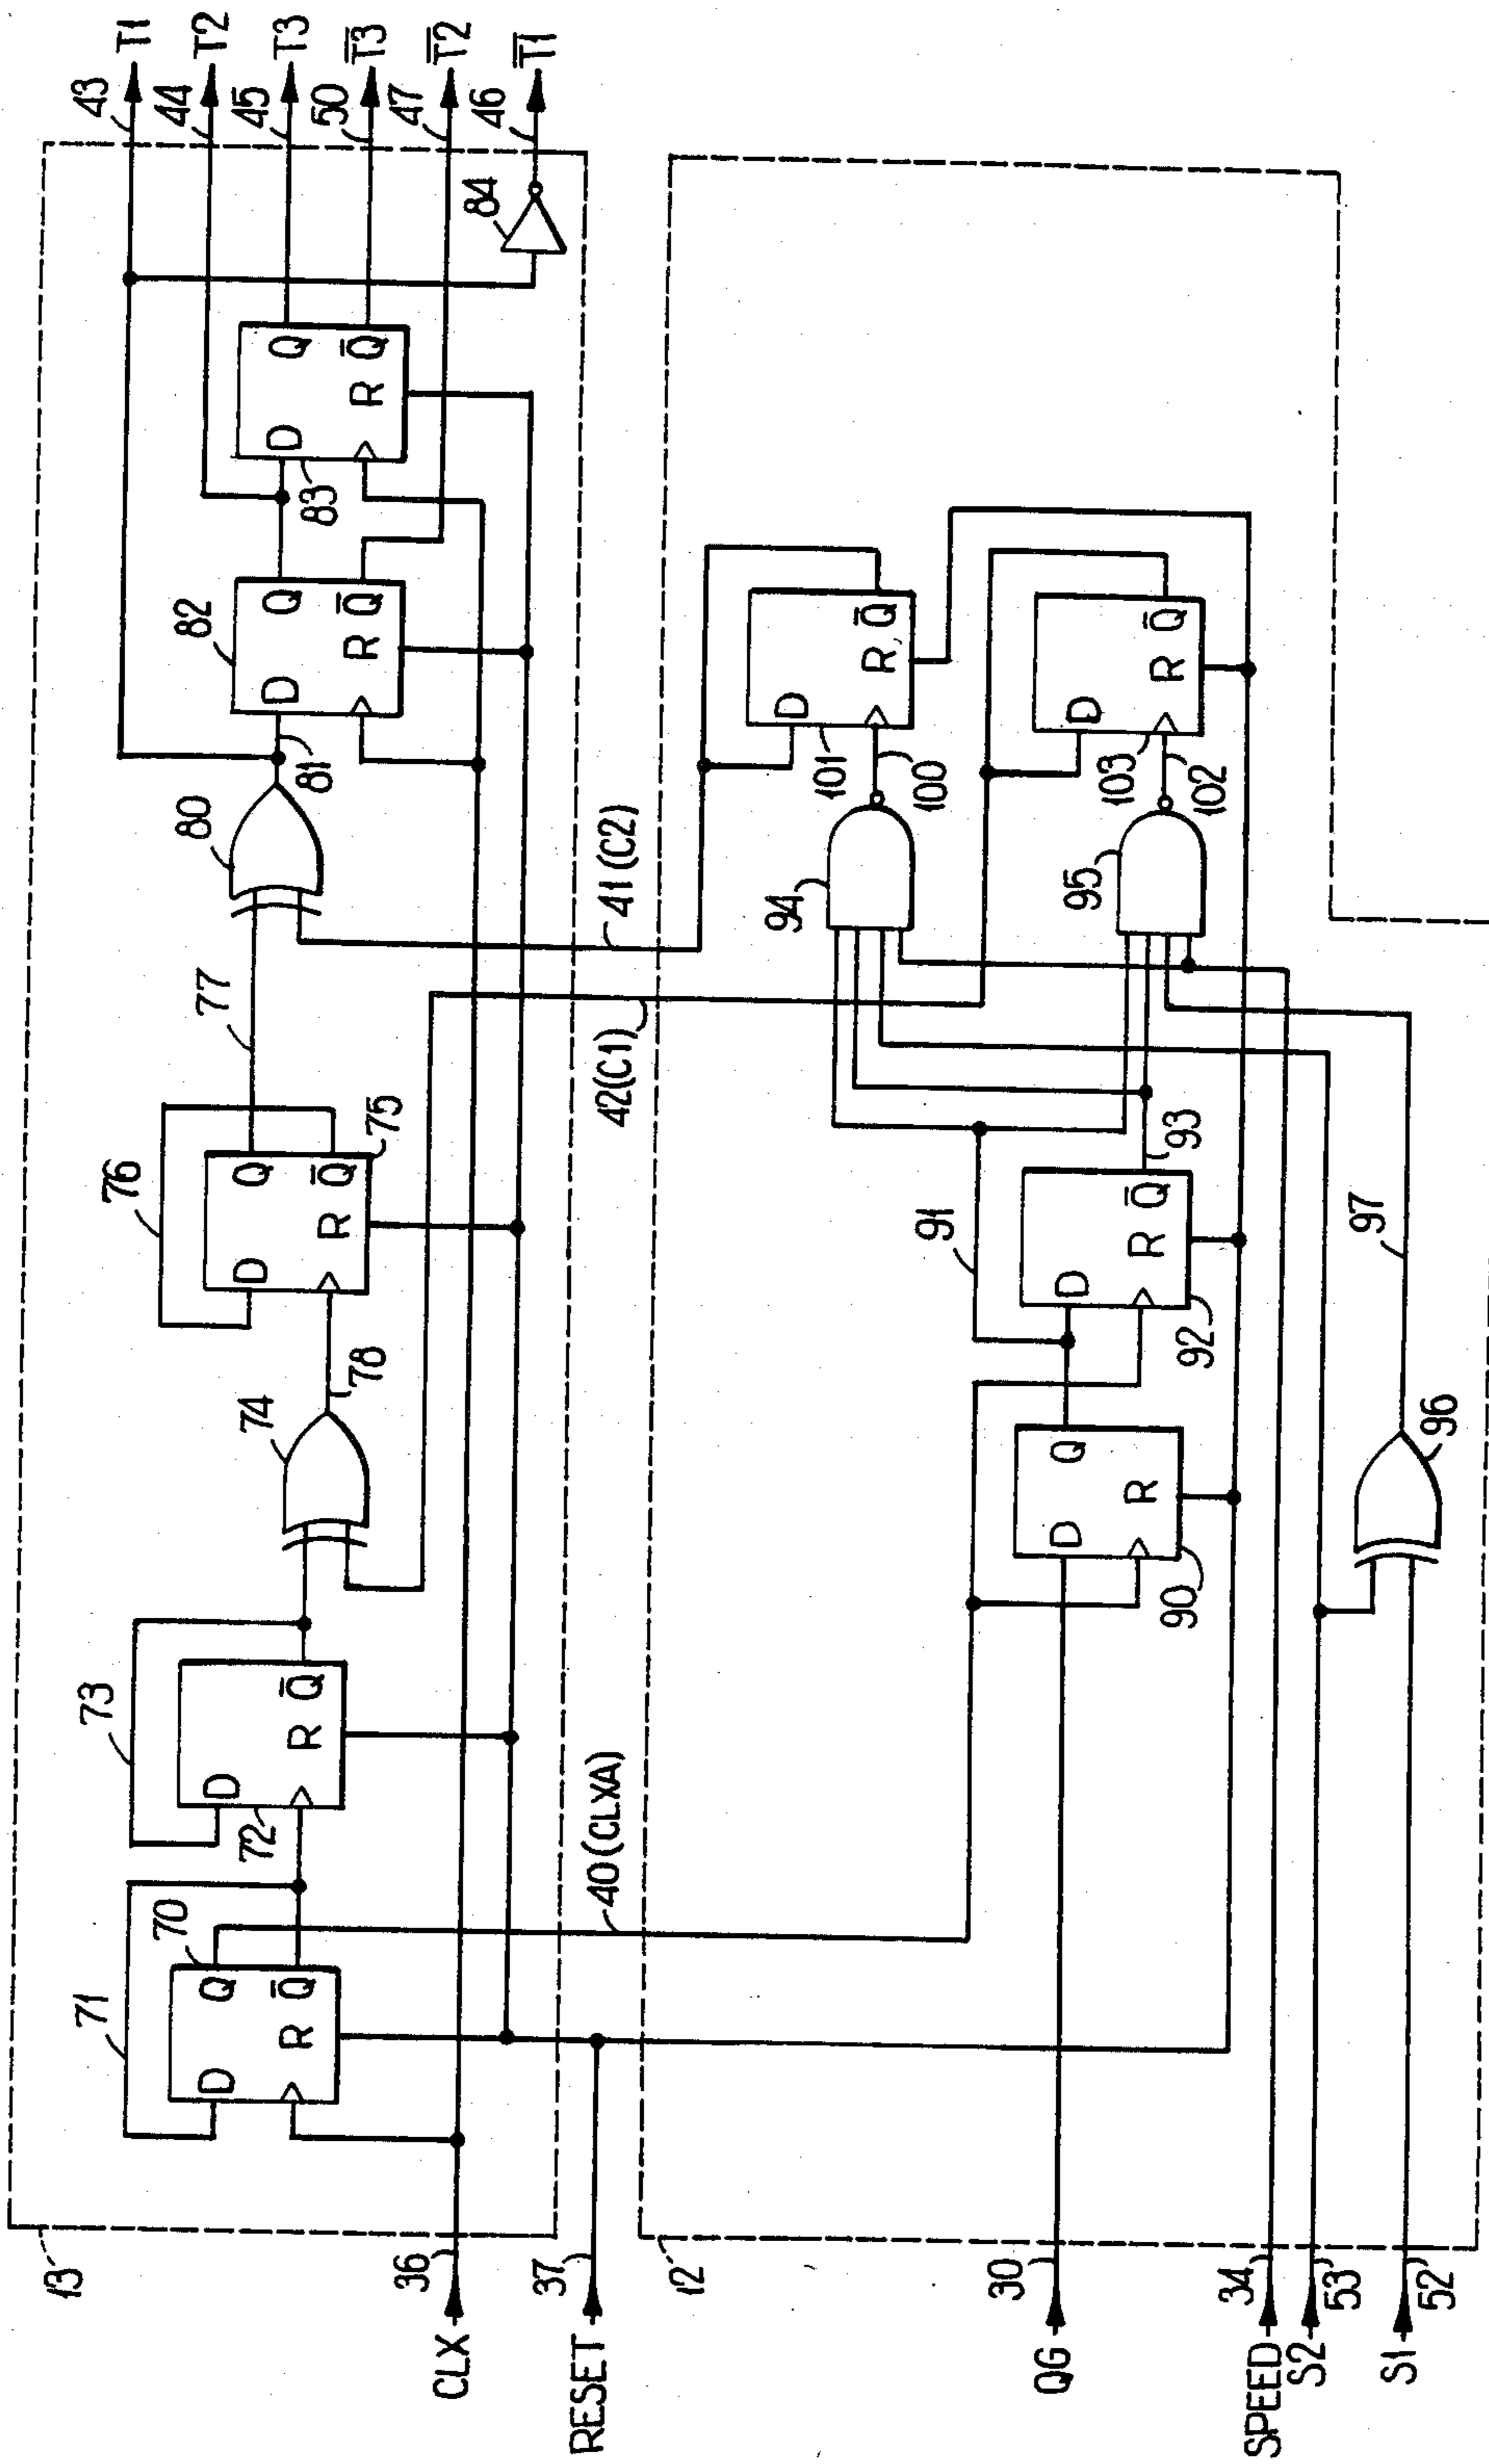 13
71
70
D
Q
Q̅
R
73
72
D
Q̅
R
74
78
76
D
Q
Q̅
R
75
77
80
81
82
D
Q
Q̅
R
83
D
Q
Q̅
R
84
43
T1
44
T2
45
T3
50
T̅3̅
47
T̅2̅
46
T̅1̅
CLX
36
RESET
37
40(CLXA)
42(C1)
41(C2)
12
QG
30
D
Q
R
90
91
D
Q̅
R
92
93
94
100
101
D
Q̅
R
95
102
103
D
Q̅
R
SPEED
34
S2
53
S1
52
96
97